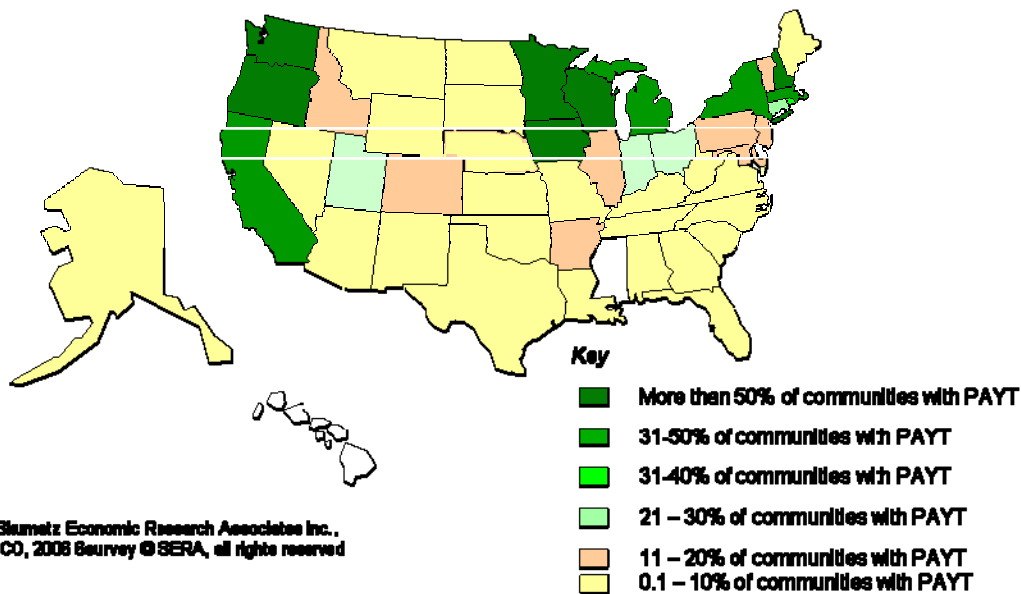 Key
More than 50% of communities with PAYT
31-50% of communities with PAYT
31-40% of communities with PAYT
21 – 30% of communities with PAYT
11 – 20% of communities with PAYT
0.1 – 10% of communities with PAYT
Skumatz Economic Research Associates Inc.,
CO, 2006 Seurvey © SERA, all rights reserved